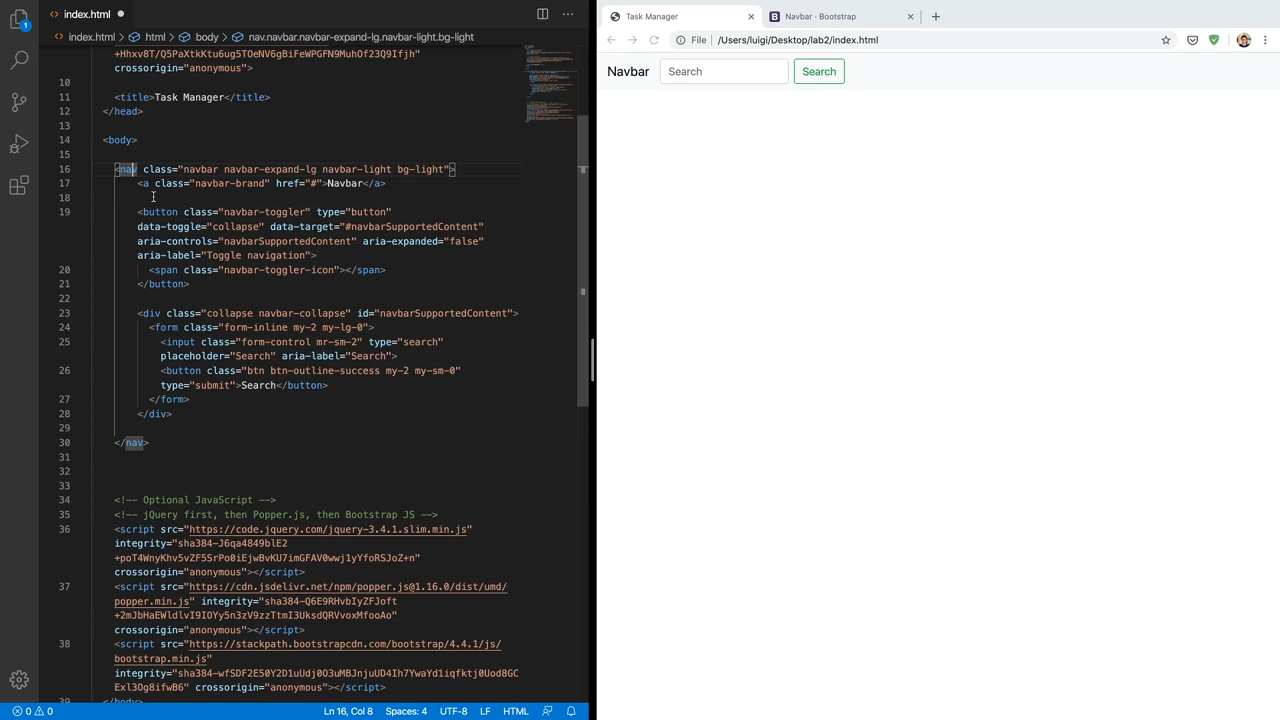 index.html
Task Manager
Navbar · Bootstrap
index.html > html > body > nav.navbar.navbar-expand-lg.navbar-light.bg-light
File /Users/luigi/Desktop/lab2/index.html
1
Navbar Search Search
+Hhxv8T/Q5PaXtkKtu6ug5TOeNV6gBiFeWPGFN9MuhOf23Q9Ifjh"
crossorigin="anonymous">
10
11 <title>Task Manager</title>
12 </head>
13
14 <body>
15
16 <nav class="navbar navbar-expand-lg navbar-light bg-light">
17 <a class="navbar-brand" href="#">Navbar</a>
18
19 <button class="navbar-toggler" type="button"
data-toggle="collapse" data-target="#navbarSupportedContent"
aria-controls="navbarSupportedContent" aria-expanded="false"
aria-label="Toggle navigation">
20 <span class="navbar-toggler-icon"></span>
21 </button>
22
23 <div class="collapse navbar-collapse" id="navbarSupportedContent">
24 <form class="form-inline my-2 my-lg-0">
25 <input class="form-control mr-sm-2" type="search"
placeholder="Search" aria-label="Search">
26 <button class="btn btn-outline-success my-2 my-sm-0"
type="submit">Search</button>
27 </form>
28 </div>
29
30 </nav>
31
32
33
34 <!-- Optional JavaScript -->
35 <!-- jQuery first, then Popper.js, then Bootstrap JS -->
36 <script src="https://code.jquery.com/jquery-3.4.1.slim.min.js"
integrity="sha384-J6qa4849blE2
+poT4WnyKhv5vZF5SrPo0iEjwBvKU7imGFAV0wwj1yYfoRSJoZ+n"
crossorigin="anonymous"></script>
37 <script src="https://cdn.jsdelivr.net/npm/popper.js@1.16.0/dist/umd/
popper.min.js" integrity="sha384-Q6E9RHvbIyZFJoft
+2mJbHaEWldlvI9IOYy5n3zV9zzTtmI3UksdQRVvoxMfooAo"
crossorigin="anonymous"></script>
38 <script src="https://stackpath.bootstrapcdn.com/bootstrap/4.4.1/js/
bootstrap.min.js"
integrity="sha384-wfSDF2E50Y2D1uUdj0O3uMBJnjuUD4Ih7YwaYd1iqfktj0Uod8GC
Exl3Og8ifwB6" crossorigin="anonymous"></script>
39 </body>
0 0 Ln 16, Col 8 Spaces: 4 UTF-8 LF HTML